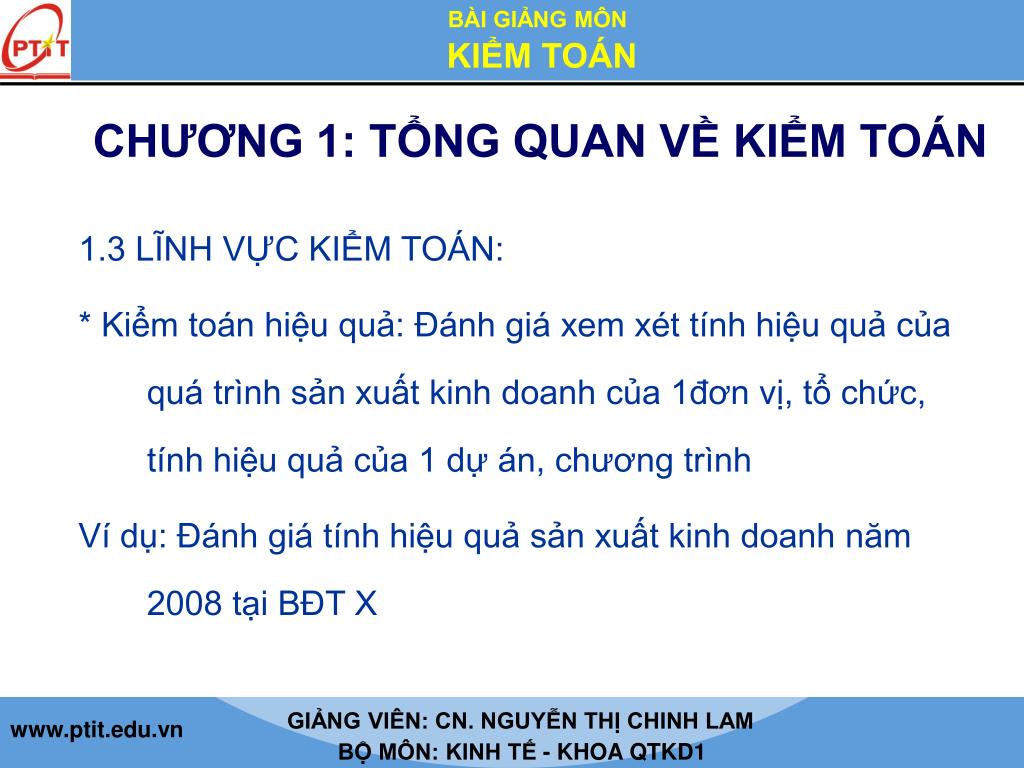 BÀI GIẢNG MÔN
KIỂM TOÁN
PTIT
CHƯƠNG 1: TỔNG QUAN VỀ KIỂM TOÁN
1.3 LĨNH VỰC KIỂM TOÁN:
* Kiểm toán hiệu quả: Đánh giá xem xét tính hiệu quả của
quá trình sản xuất kinh doanh của 1đơn vị, tổ chức,
tính hiệu quả của 1 dự án, chương trình
Ví dụ: Đánh giá tính hiệu quả sản xuất kinh doanh năm
2008 tại BĐT X
www.ptit.edu.vn
GIẢNG VIÊN: CN. NGUYỄN THỊ CHINH LAM
BỘ MÔN: KINH TẾ - KHOA QTKD1